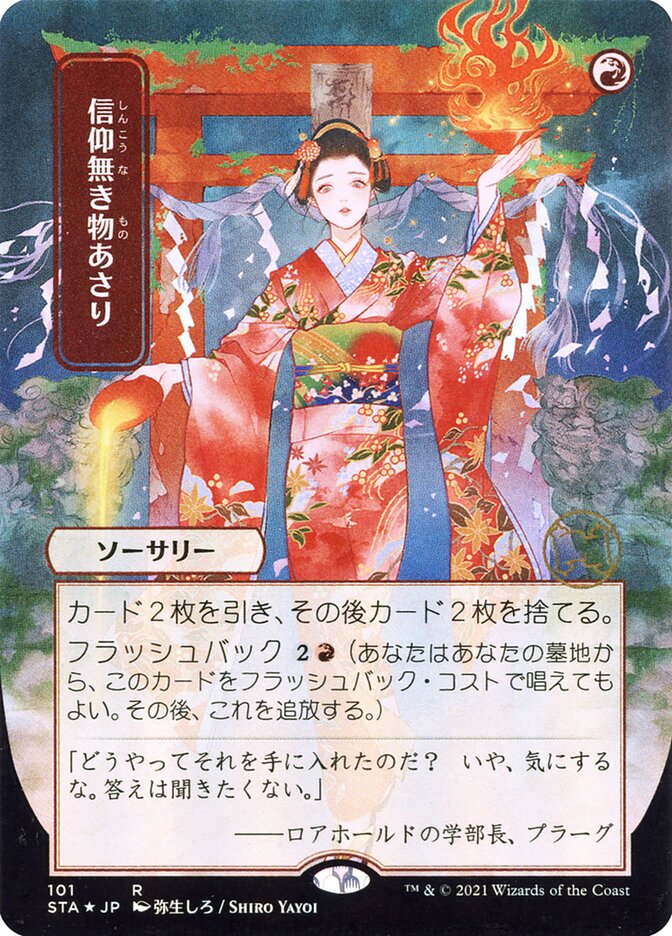 信仰無き物あさり
しんこうな もの
ソーサリー
カード２枚を引き、その後カード２枚を捨てる。
フラッシュバック 2（あなたはあなたの墓地か
ら、このカードをフラッシュバック・コストで唱えても
よい。その後、これを追放する。）
「どうやってそれを手に入れたのだ？　いや、気にする
な。答えは聞きたくない。」
——ロアホールドの学部長、プラーグ
101 R
STA★JP 弥生しろ / Shiro Yayoi
™ & © 2021 Wizards of the Coast